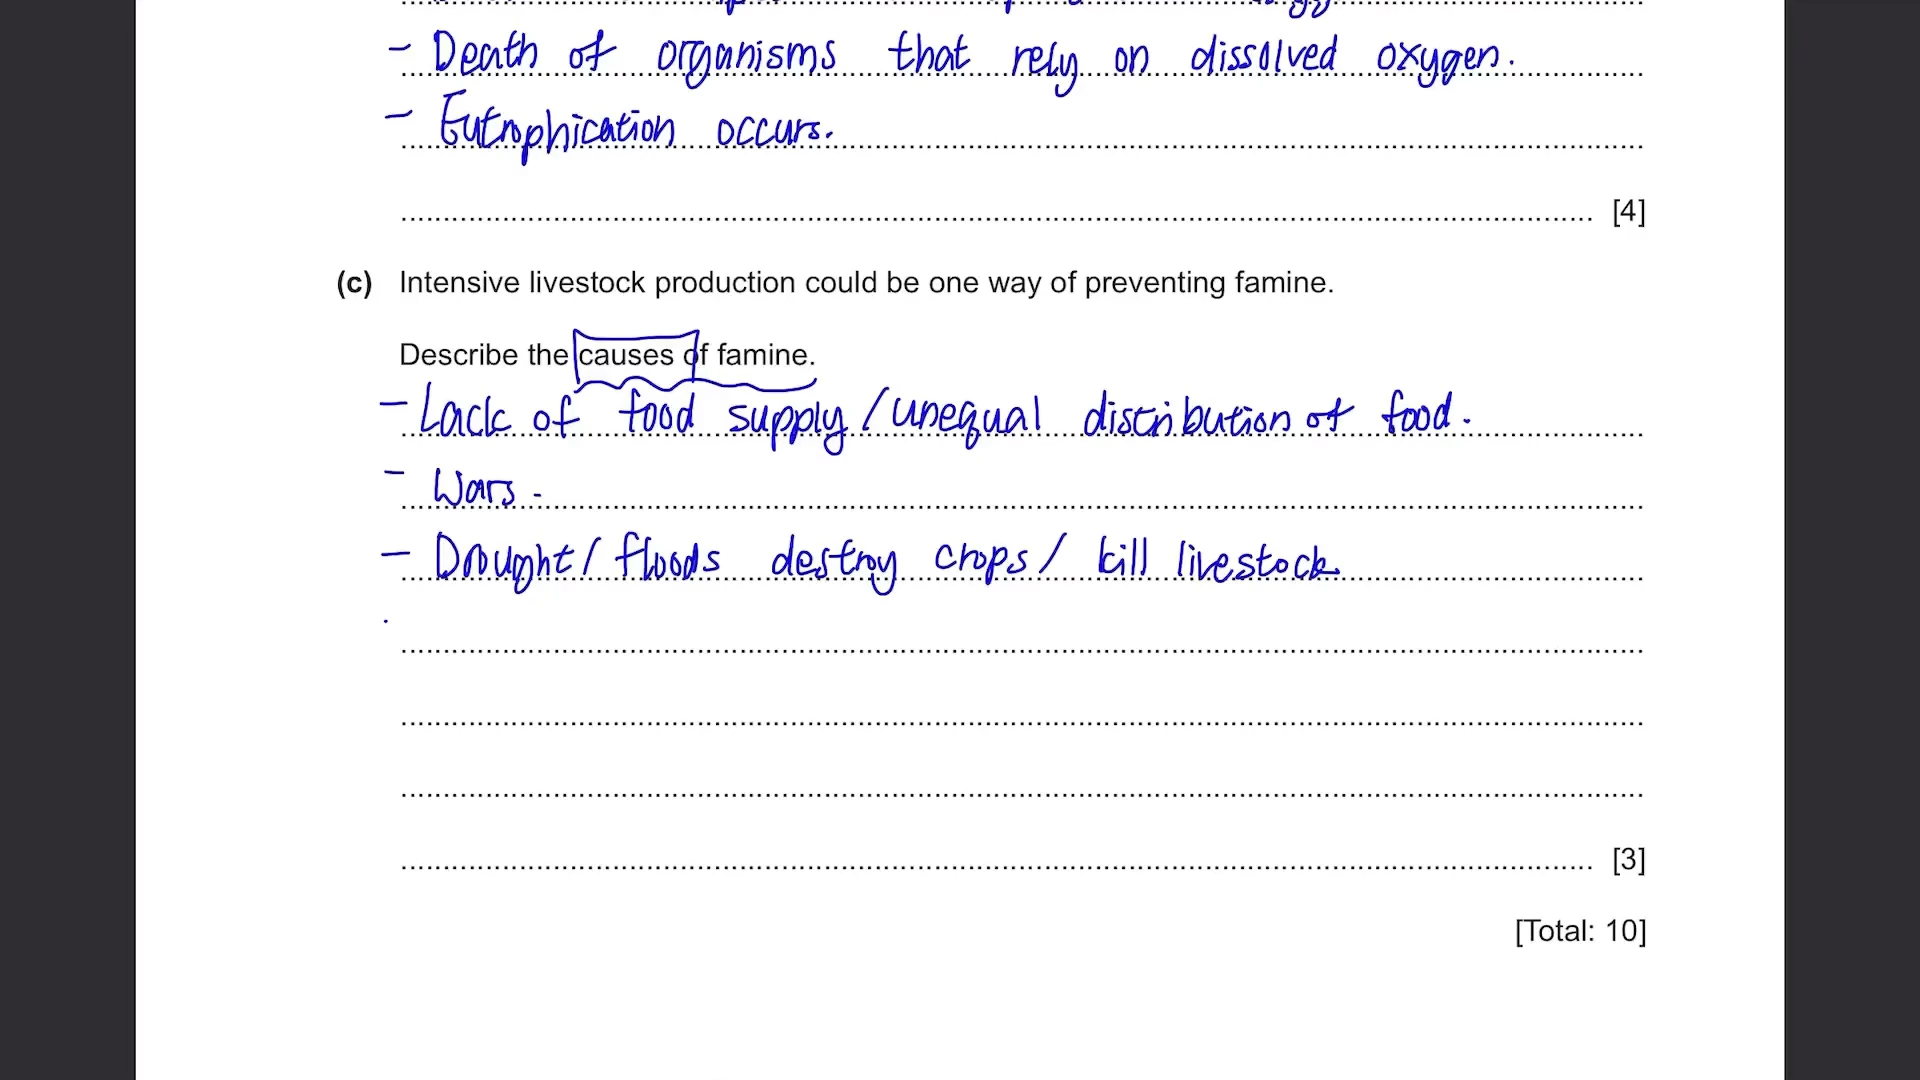 - Death of organisms that rely on dissolved oxygen.
- Eutrophication occurs.
[4]
(c) Intensive livestock production could be one way of preventing famine.
Describe the causes of famine.
- Lack of food supply / unequal distribution of food.
- Wars.
- Drought / floods destroy crops / kill livestock
[3]
[Total: 10]